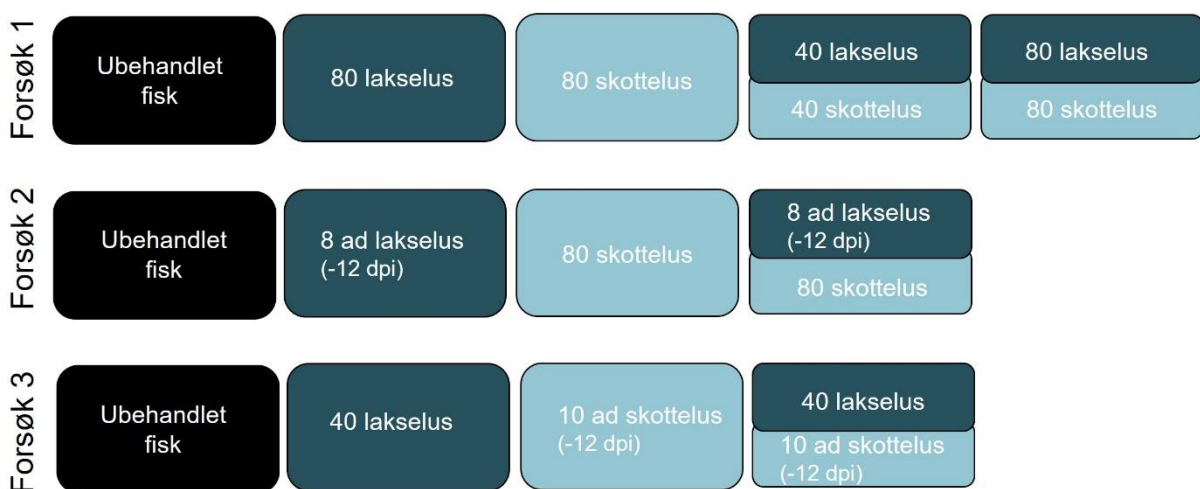 Forsøk 1
Ubehandlet
fisk
80 lakselus
80 skottelus
40 lakselus
40 skottelus
80 lakselus
80 skottelus
Forsøk 2
Ubehandlet
fisk
8 ad lakselus
(-12 dpi)
80 skottelus
8 ad lakselus
(-12 dpi)
80 skottelus
Forsøk 3
Ubehandlet
fisk
40 lakselus
10 ad skottelus
(-12 dpi)
40 lakselus
10 ad skottelus
(-12 dpi)